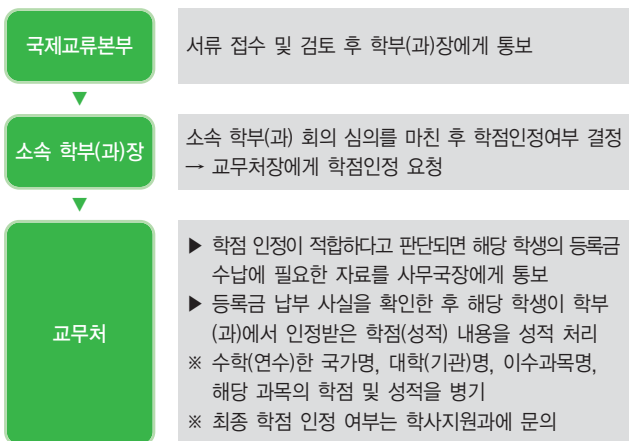 국제교류본부
서류 접수 및 검토 후 학부(과)장에게 통보
▼
소속 학부(과)장
소속 학부(과) 회의 심의를 마친 후 학점인정여부 결정
→ 교무처장에게 학점인정 요청
▼
교무처
▶ 학점 인정이 적합하다고 판단되면 해당 학생의 등록금
수납에 필요한 자료를 사무국장에게 통보
▶ 등록금 납부 사실을 확인한 후 해당 학생이 학부
(과)에서 인정받은 학점(성적) 내용을 성적 처리
※ 수학(연수)한 국가명, 대학(기관)명, 이수과목명,
해당 과목의 학점 및 성적을 병기
※ 최종 학점 인정 여부는 학사지원과에 문의